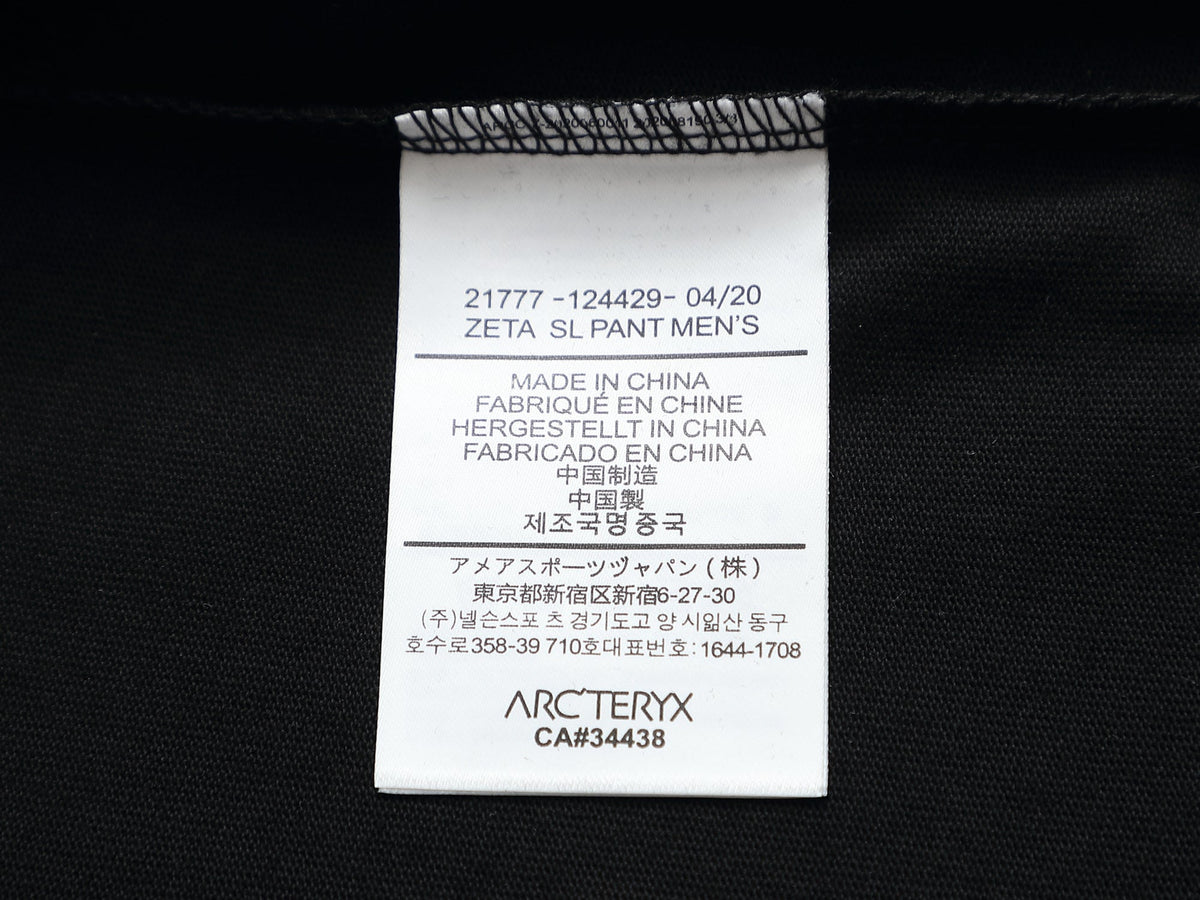 21777 -124429- 04/20
ZETA SL PANT MEN'S
MADE IN CHINA
FABRIQUÉ EN CHINE
HERGESTELLT IN CHINA
FABRICADO EN CHINA
中国制造
中国製
제조국명 중국
アメアスポーツヅャパン ( 株 )
東京都新宿区新宿6-27-30
(주)넬슨스포 츠 경기도고 양 시잂산 동구
호수로358-39 710호대표번호: 1644-1708
ARC'TERYX
CA#34438